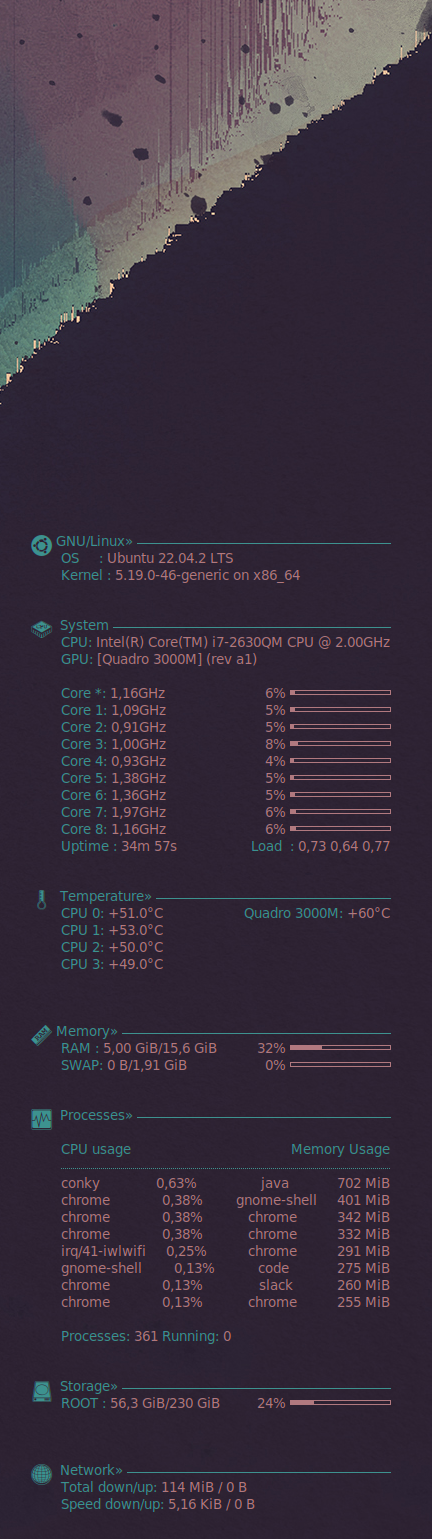 GNU/Linux»
OS : Ubuntu 22.04.2 LTS
Kernel : 5.19.0-46-generic on x86_64
System
CPU: Intel(R) Core(TM) i7-2630QM CPU @ 2.00GHz
GPU: [Quadro 3000M] (rev a1)
Core *: 1,16GHz 6%
Core 1: 1,09GHz 5%
Core 2: 0,91GHz 5%
Core 3: 1,00GHz 8%
Core 4: 0,93GHz 4%
Core 5: 1,38GHz 5%
Core 6: 1,36GHz 5%
Core 7: 1,97GHz 6%
Core 8: 1,16GHz 6%
Uptime : 34m 57s Load : 0,73 0,64 0,77
Temperature»
CPU 0: +51.0°C Quadro 3000M: +60°C
CPU 1: +53.0°C
CPU 2: +50.0°C
CPU 3: +49.0°C
Memory»
RAM : 5,00 GiB/15,6 GiB 32%
SWAP: 0 B/1,91 GiB 0%
Processes»
CPU usage Memory Usage
conky 0,63% java 702 MiB
chrome 0,38% gnome-shell 401 MiB
chrome 0,38% chrome 342 MiB
chrome 0,38% chrome 332 MiB
irq/41-iwlwifi 0,25% chrome 291 MiB
gnome-shell 0,13% code 275 MiB
chrome 0,13% slack 260 MiB
chrome 0,13% chrome 255 MiB
Processes: 361 Running: 0
Storage»
ROOT : 56,3 GiB/230 GiB 24%
Network»
Total down/up: 114 MiB / 0 B
Speed down/up: 5,16 KiB / 0 B